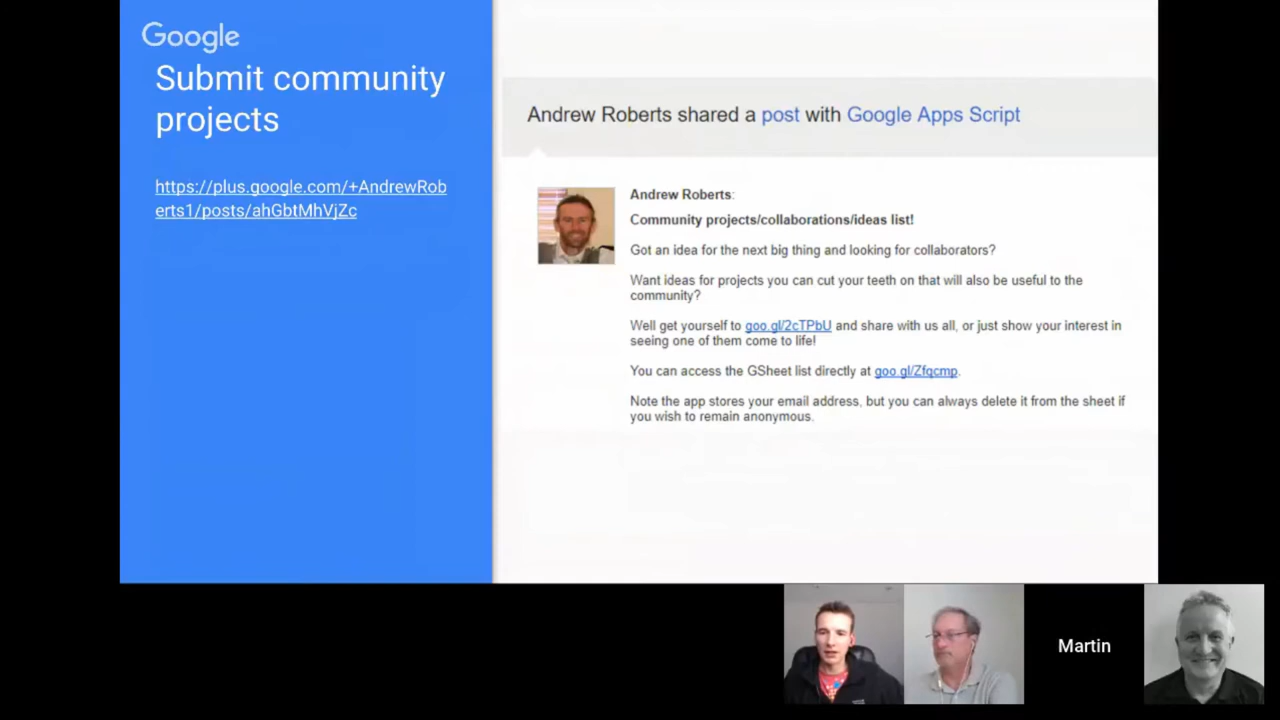 Google
Submit community
projects
https://plus.google.com/+AndrewRob
erts1/posts/ahGbtMhVjZc
Andrew Roberts shared a post with Google Apps Script
Andrew Roberts:
Community projects/collaborations/ideas list!
Got an idea for the next big thing and looking for collaborators?
Want ideas for projects you can cut your teeth on that will also be useful to the
community?
Well get yourself to goo.gl/2cTPbU and share with us all, or just show your interest in
seeing one of them come to life!
You can access the GSheet list directly at goo.gl/Zfqcmp.
Note the app stores your email address, but you can always delete it from the sheet if
you wish to remain anonymous.
Martin